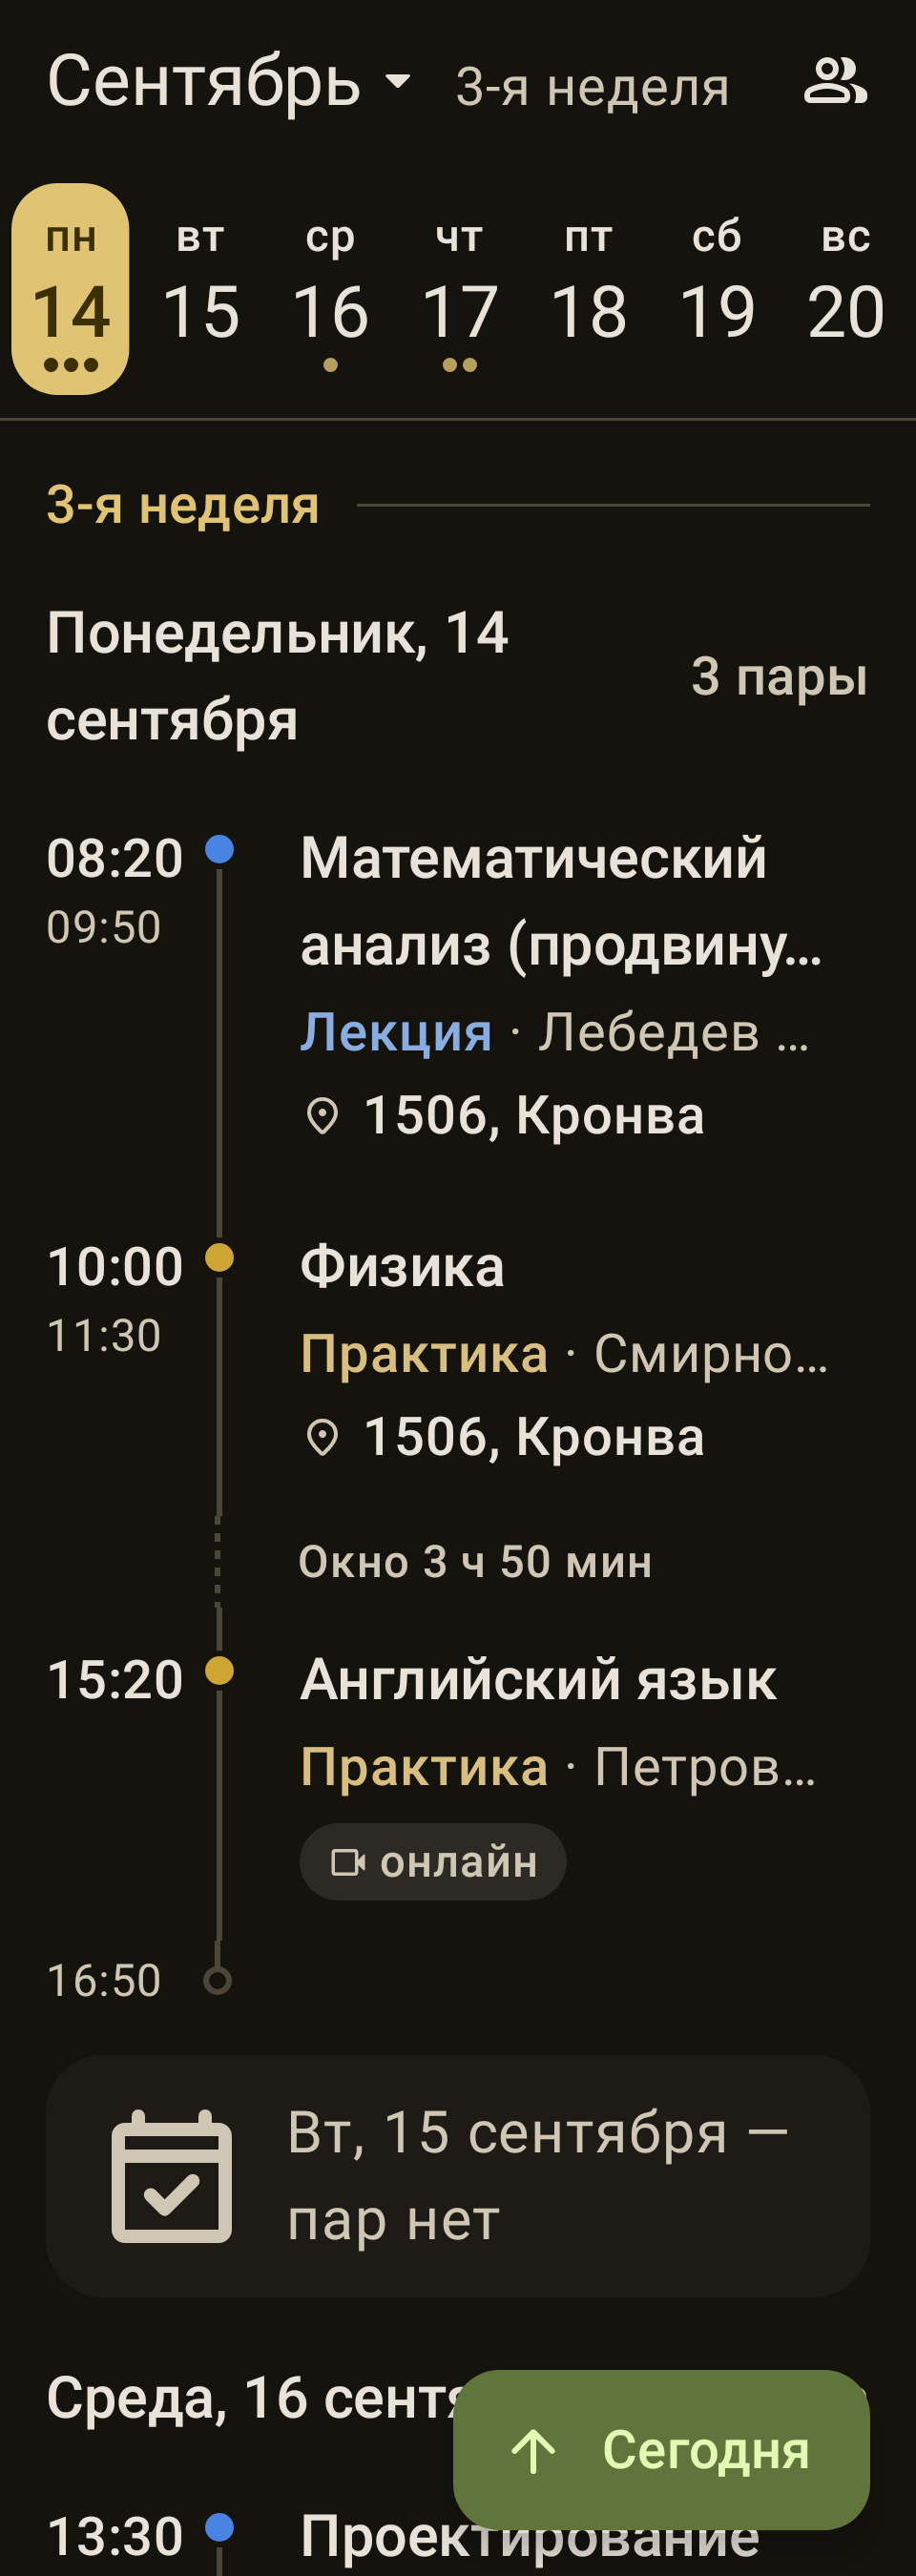 Сентябрь 3-я неделя
пн вт ср чт пт сб вс
14 15 16 17 18 19 20
3-я неделя
Понедельник, 14
сентября
3 пары
08:20 Математический
09:50 анализ (продвину...
Лекция · Лебедев ...
1506, Кронва
10:00 Физика
11:30 Практика · Смирно...
1506, Кронва
Окно 3 ч 50 мин
15:20 Английский язык
Практика · Петров...
онлайн
16:50
Вт, 15 сентября —
пар нет
Среда, 16 сентя
Сегодня
13:30 Проектирование